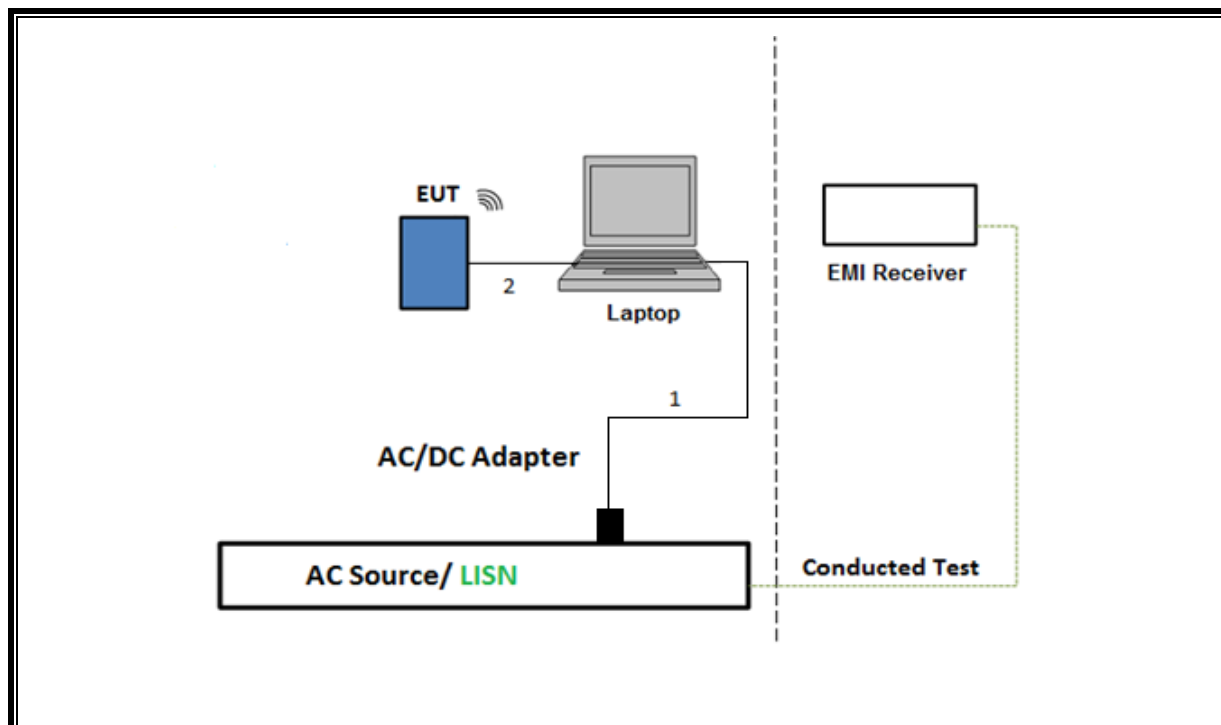 EUT
EMI Receiver
2
Laptop
1
AC/DC Adapter
AC Source/ LISN
Conducted Test